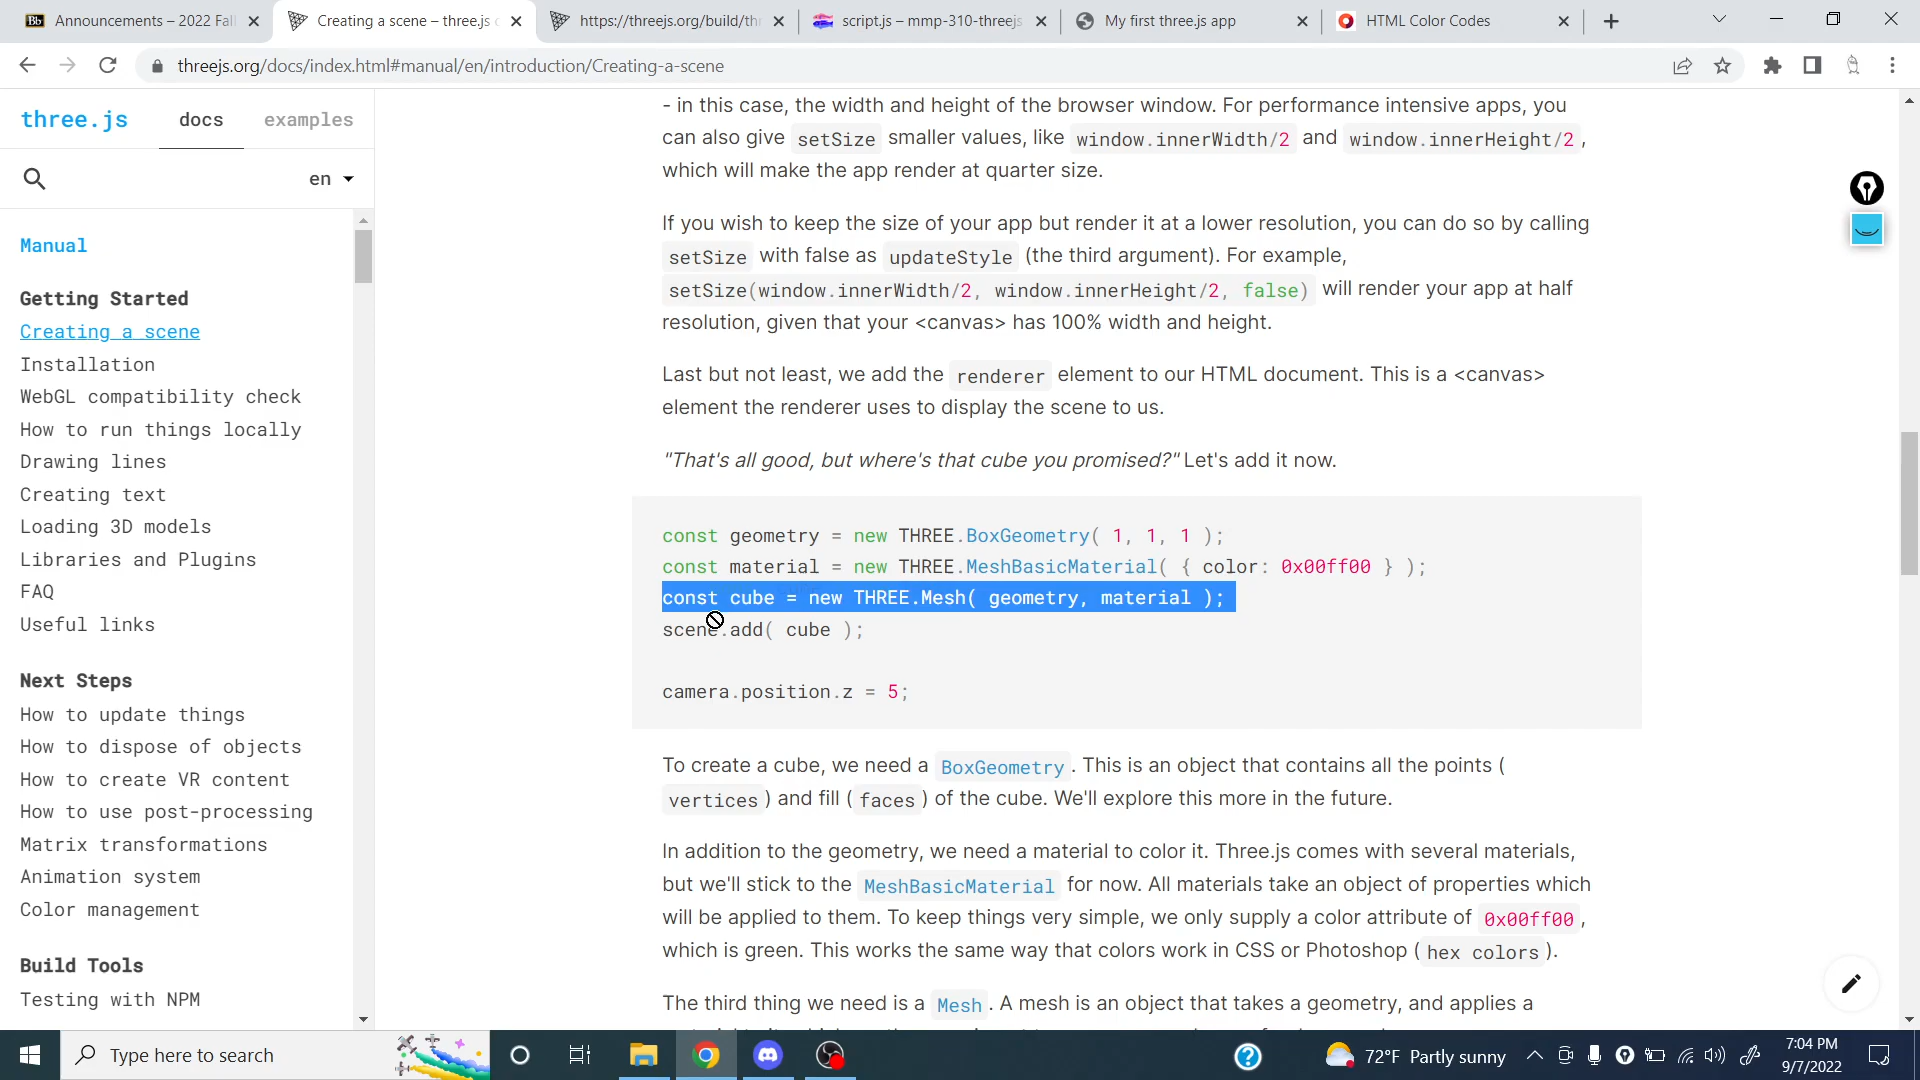 Announcements – 2022 Fall
Creating a scene – three.js
https://threejs.org/build/thr
script.js – mmp-310-threejs
My first three.js app
HTML Color Codes
threejs.org/docs/index.html#manual/en/introduction/Creating-a-scene
three.js docs examples
en
Manual
Getting Started
Creating a scene
Installation
WebGL compatibility check
How to run things locally
Drawing lines
Creating text
Loading 3D models
Libraries and Plugins
FAQ
Useful links
Next Steps
How to update things
How to dispose of objects
How to create VR content
How to use post-processing
Matrix transformations
Animation system
Color management
Build Tools
Testing with NPM
- in this case, the width and height of the browser window. For performance intensive apps, you
can also give setSize smaller values, like window.innerWidth/2 and window.innerHeight/2,
which will make the app render at quarter size.
If you wish to keep the size of your app but render it at a lower resolution, you can do so by calling
setSize with false as updateStyle (the third argument). For example,
setSize(window.innerWidth/2, window.innerHeight/2, false) will render your app at half
resolution, given that your <canvas> has 100% width and height.
Last but not least, we add the renderer element to our HTML document. This is a <canvas>
element the renderer uses to display the scene to us.
"That's all good, but where's that cube you promised?" Let's add it now.
const geometry = new THREE.BoxGeometry( 1, 1, 1 );
const material = new THREE.MeshBasicMaterial( { color: 0x00ff00 } );
const cube = new THREE.Mesh( geometry, material );
scene.add( cube );
camera.position.z = 5;
To create a cube, we need a BoxGeometry. This is an object that contains all the points (
vertices) and fill (faces) of the cube. We'll explore this more in the future.
In addition to the geometry, we need a material to color it. Three.js comes with several materials,
but we'll stick to the MeshBasicMaterial for now. All materials take an object of properties which
will be applied to them. To keep things very simple, we only supply a color attribute of 0x00ff00,
which is green. This works the same way that colors work in CSS or Photoshop (hex colors).
The third thing we need is a Mesh. A mesh is an object that takes a geometry, and applies a
Type here to search
72°F Partly sunny
7:04 PM
9/7/2022